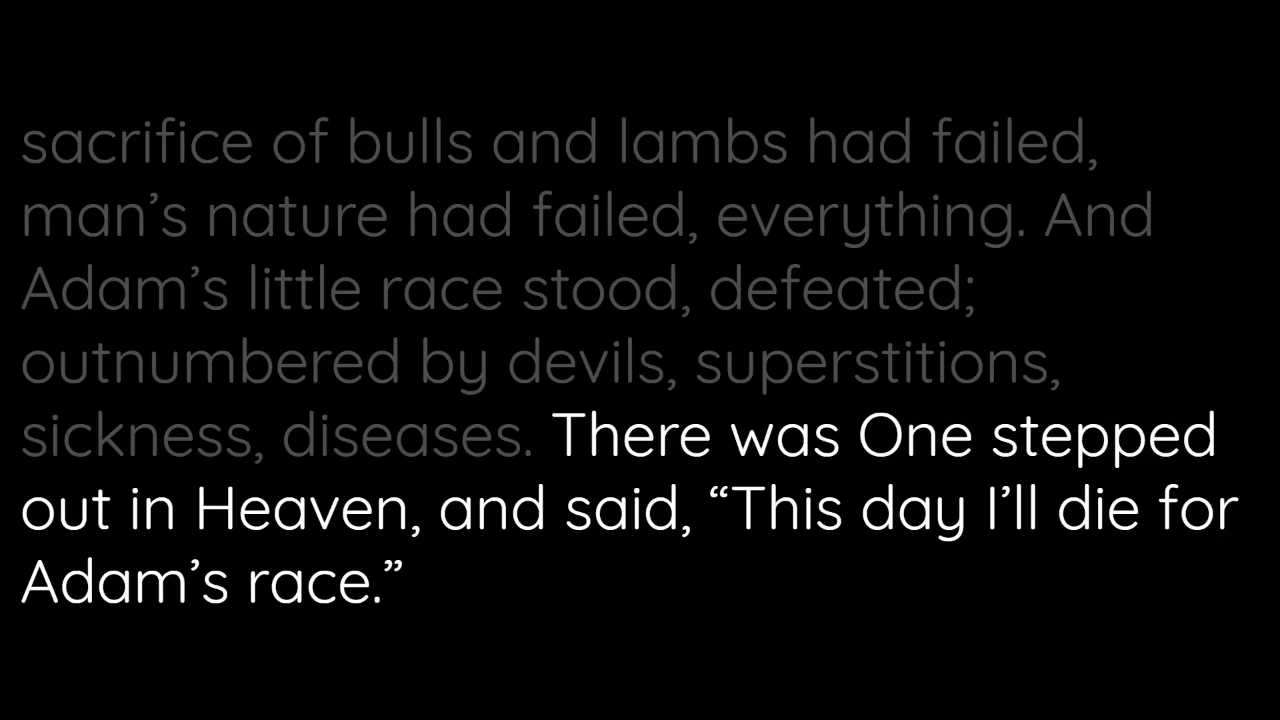 sacrifice of bulls and lambs had failed,
man’s nature had failed, everything. And
Adam’s little race stood, defeated;
outnumbered by devils, superstitions,
sickness, diseases. There was One stepped
out in Heaven, and said, “This day I’ll die for
Adam’s race.”